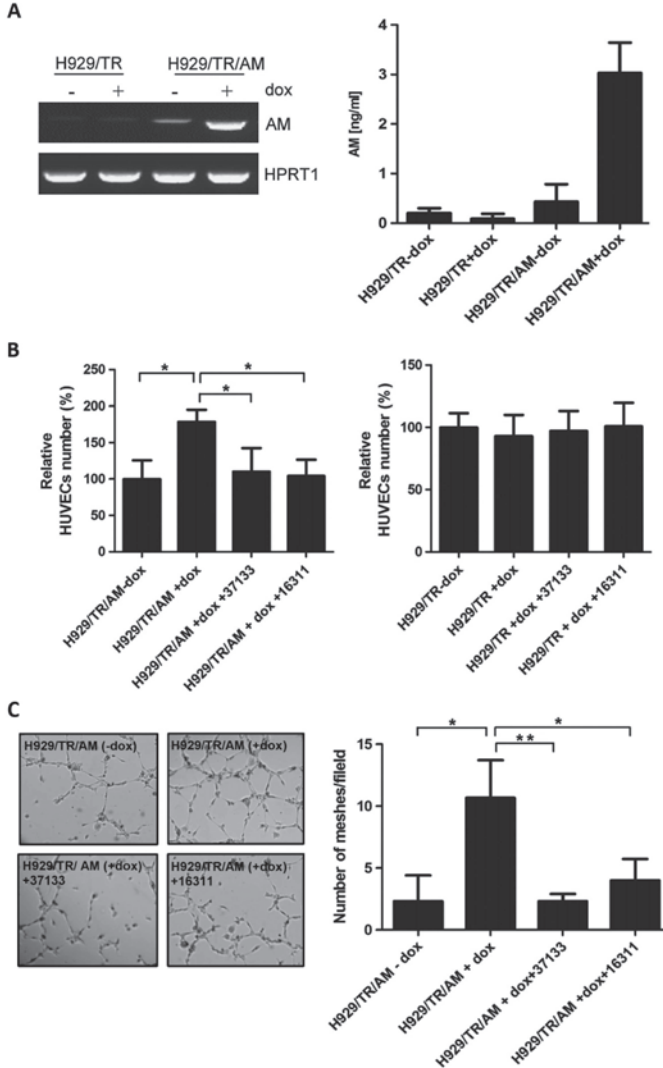 A
H929/TR H929/TR/AM
- + - + dox
AM
HPRT1
AM [ng/ml]
4
3
2
1
0
H929/TR-dox
H929/TR+dox
H929/TR/AM-dox
H929/TR/AM+dox
B
Relative
HUVECs number (%)
250
200
150
100
50
0
* * *
H929/TR/AM-dox
H929/TR/AM +dox
H929/TR/AM +dox +37133
H929/TR/AM + dox +16311
Relative
HUVECs number (%)
150
100
50
0
H929/TR-dox
H929/TR +dox
H929/TR +dox +37133
H929/TR + dox +16311
C
H929/TR/AM (-dox)
H929/TR/AM (+dox)
H929/TR/ AM (+dox)
+37133
H929/TR/AM (+dox)
+16311
Number of meshes/fileld
15
10
5
0
* ** *
H929/TR/AM - dox
H929/TR/AM + dox
H929/TR/AM + dox+37133
H929/TR/AM +dox+16311